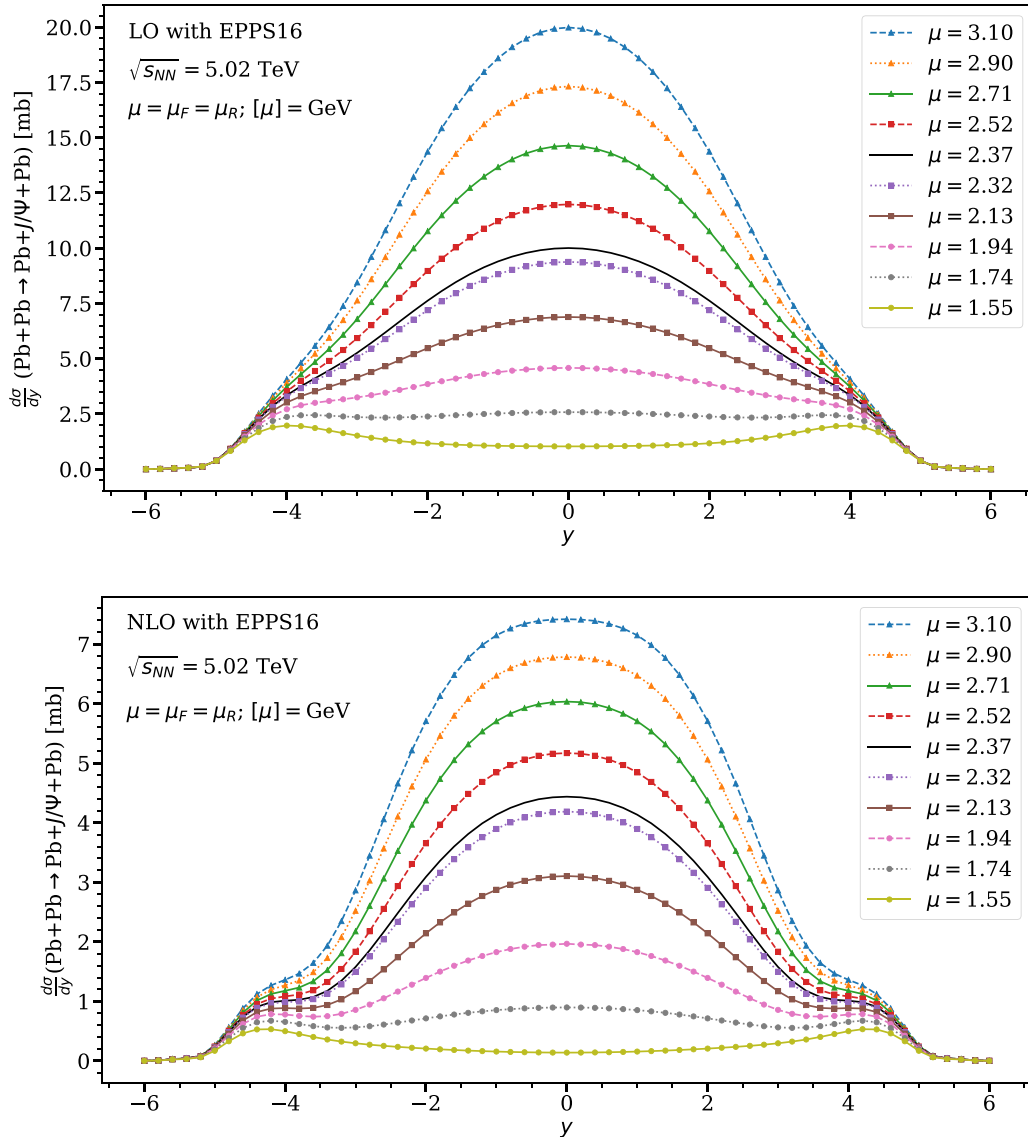 LO with EPPS16
√s_NN = 5.02 TeV
μ = μ_F = μ_R; [μ] = GeV
dσ/dy (Pb+Pb → Pb+J/Ψ+Pb) [mb]
20.0
17.5
15.0
12.5
10.0
7.5
5.0
2.5
0.0
−6 −4 −2 0 2 4 6
y
μ = 3.10
μ = 2.90
μ = 2.71
μ = 2.52
μ = 2.37
μ = 2.32
μ = 2.13
μ = 1.94
μ = 1.74
μ = 1.55
NLO with EPPS16
√s_NN = 5.02 TeV
μ = μ_F = μ_R; [μ] = GeV
dσ/dy (Pb+Pb → Pb+J/Ψ+Pb) [mb]
7
6
5
4
3
2
1
0
−6 −4 −2 0 2 4 6
y
μ = 3.10
μ = 2.90
μ = 2.71
μ = 2.52
μ = 2.37
μ = 2.32
μ = 2.13
μ = 1.94
μ = 1.74
μ = 1.55